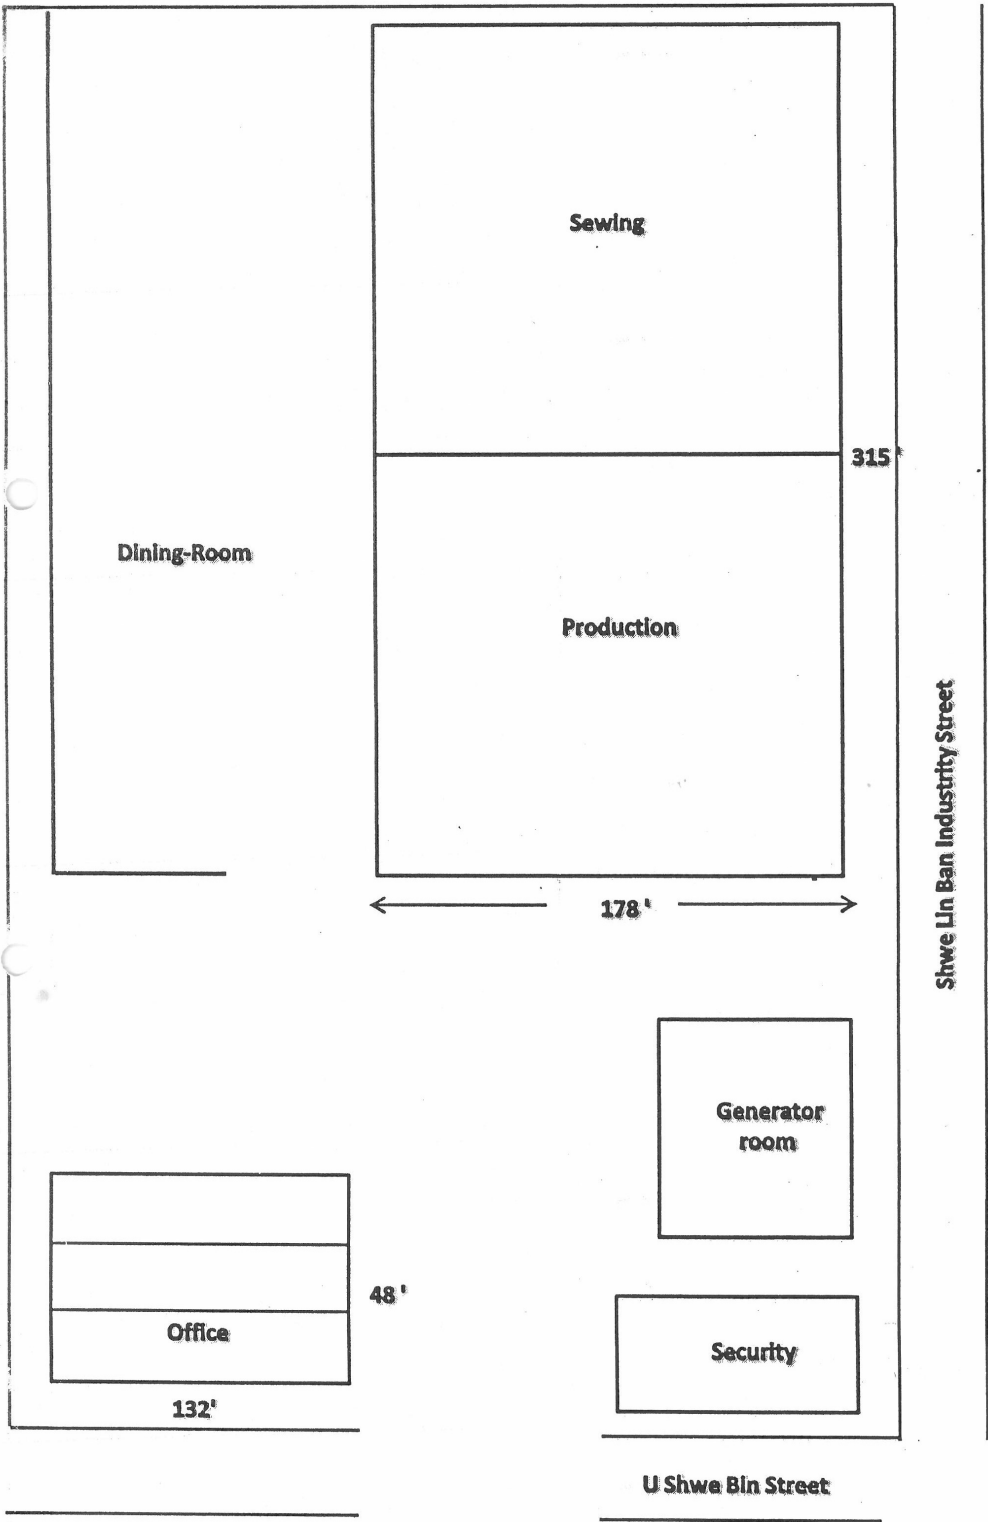 Sewing
315 '
Dining-Room
Production
178 '
Shwe Lin Ban Industrity Street
Generator
room
48 '
Office
Security
132'
U Shwe Bin Street